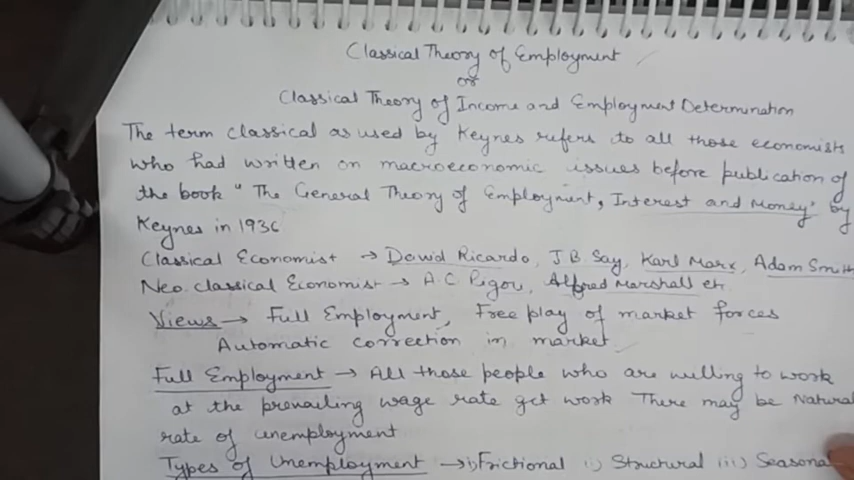 Classical Theory of Employment
or
Classical Theory of Income and Employment Determination
The term classical as used by Keynes refers to all those economists
who had written on macroeconomic issues before publication of
the book "The General Theory of Employment, Interest and Money" by
Keynes in 1936
Classical Economist → David Ricardo, J B Say, Karl Marx, Adam Smith
Neo classical Economist → A C Pigou, Alfred Marshall etc
Views → Full Employment, Free play of market forces
Automatic correction in market
Full Employment → All those people who are willing to work
at the prevailing wage rate get work There may be Natural
rate of unemployment
Types of Unemployment → i) Frictional ii) Structural iii) Seasona